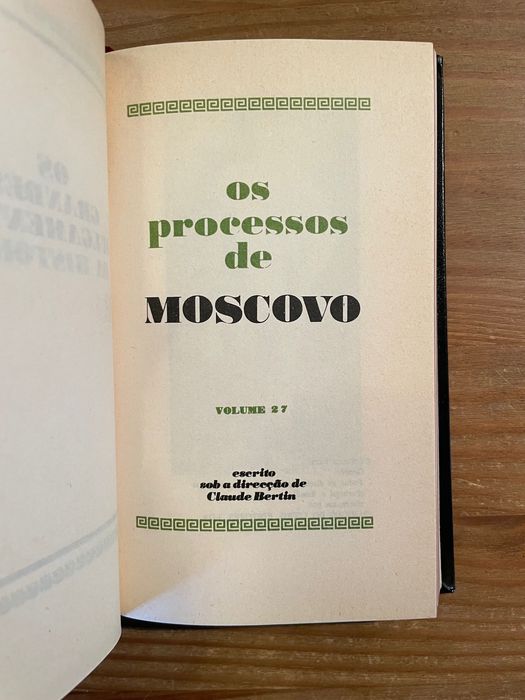 os
processos
de
MOSCOVO
VOLUME 27
escrito
sob a direcção de
Claude Bertin